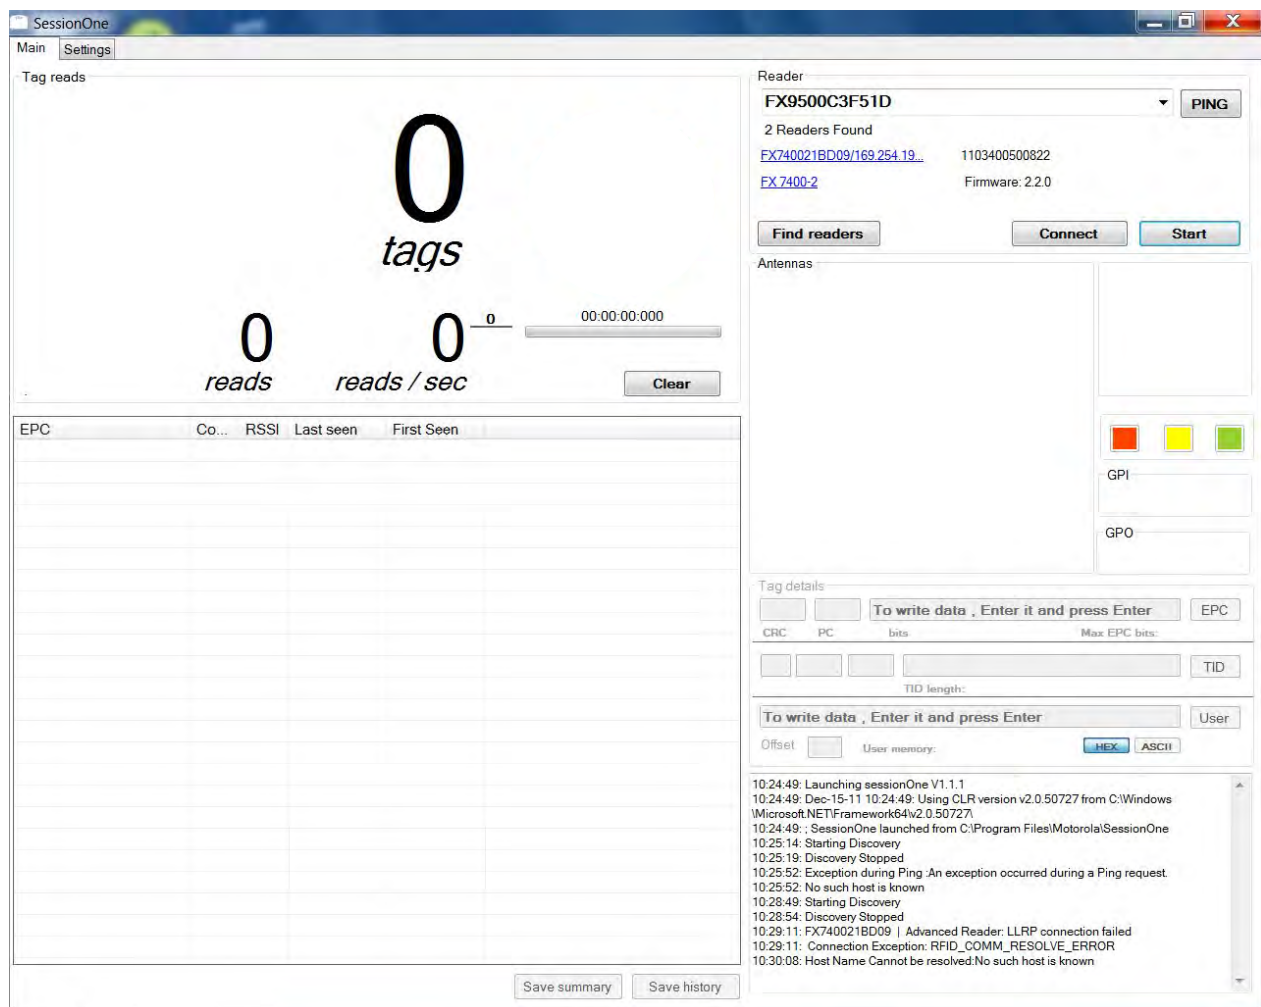 SessionOne
Main Settings
Tag reads
0
tags
0
reads
0
reads / sec
0
00:00:00:000
Clear
EPC Co... RSSI Last seen First Seen
Save summary Save history
Reader
FX9500C3F51D PING
2 Readers Found
FX740021BD09/169.254.19... 1103400500822
FX 7400-2 Firmware: 2.2.0
Find readers Connect Start
Antennas
GPI
GPO
Tag details
To write data , Enter it and press Enter EPC
CRC PC bits Max EPC bits:
TID
TID length:
To write data , Enter it and press Enter User
Offset User memory: HEX ASCII
10:24:49: Launching sessionOne V1.1.1
10:24:49: Dec-15-11 10:24:49: Using CLR version v2.0.50727 from C:\Windows
\Microsoft.NET\Framework64\v2.0.50727\
10:24:49: ; SessionOne launched from C:\Program Files\Motorola\SessionOne
10:25:14: Starting Discovery
10:25:19: Discovery Stopped
10:25:52: Exception during Ping :An exception occurred during a Ping request.
10:25:52: No such host is known
10:28:49: Starting Discovery
10:28:54: Discovery Stopped
10:29:11: FX740021BD09 | Advanced Reader: LLRP connection failed
10:29:11: Connection Exception: RFID_COMM_RESOLVE_ERROR
10:30:08: Host Name Cannot be resolved:No such host is known